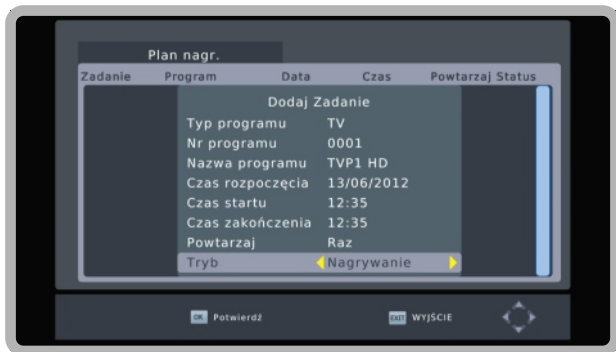 Plan nagr.
Zadanie Program Data Czas Powtarzaj Status
Dodaj Zadanie
Typ programu TV
Nr programu 0001
Nazwa programu TVP1 HD
Czas rozpoczęcia 13/06/2012
Czas startu 12:35
Czas zakończenia 12:35
Powtarzaj Raz
Tryb Nagrywanie
OK Potwierdź EXIT WYJŚCIE